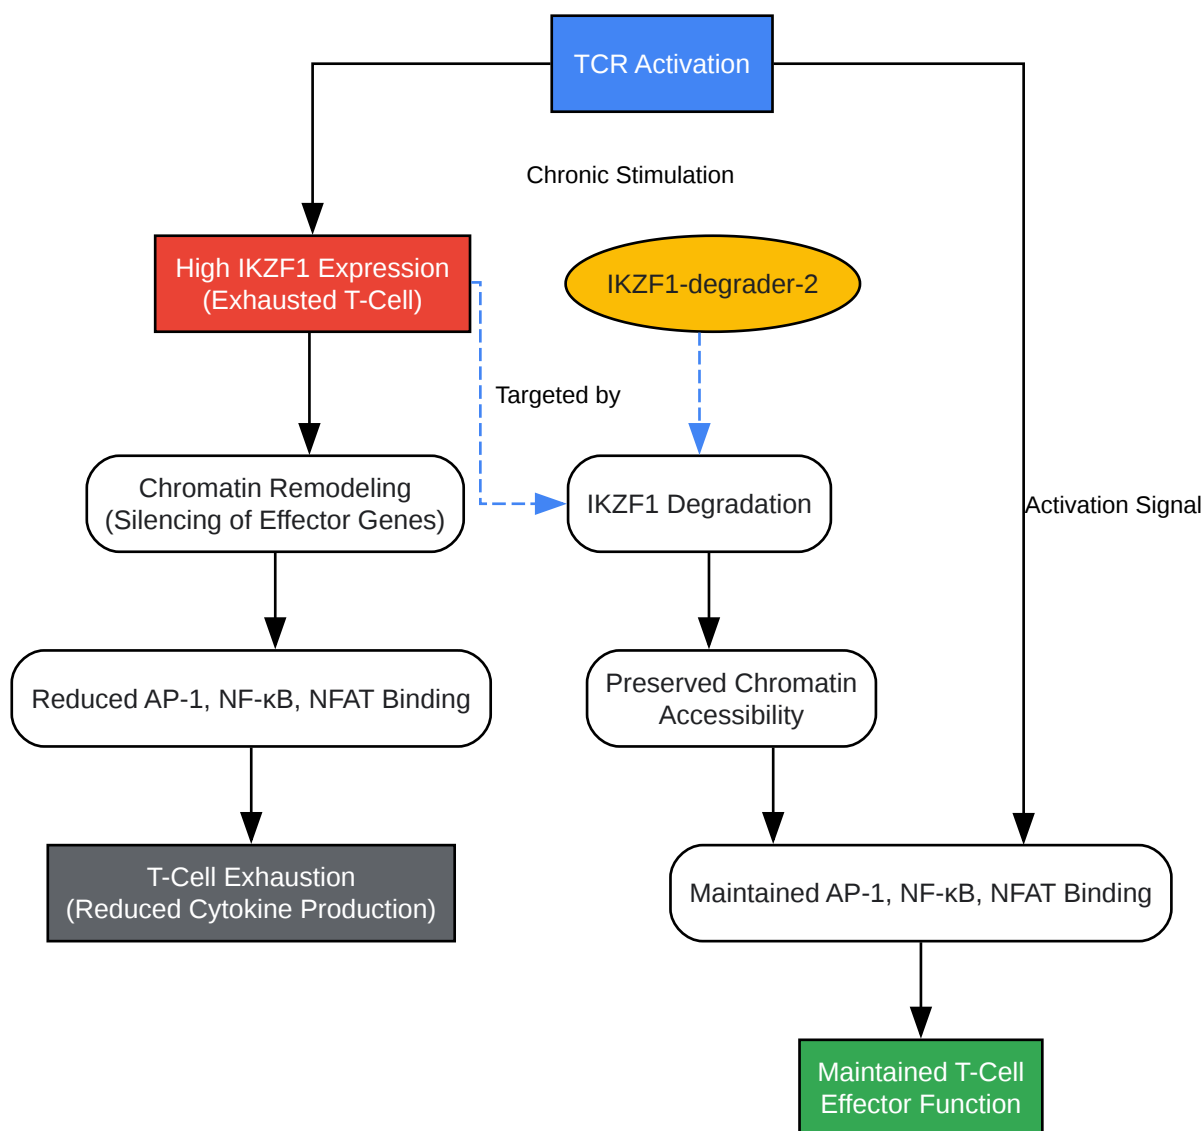 TCR Activation
Chronic Stimulation
High IKZF1 Expression
(Exhausted T-Cell)
IKZF1-degrader-2
Targeted by
Chromatin Remodeling
(Silencing of Effector Genes)
IKZF1 Degradation
Activation Signal
Reduced AP-1, NF-κB, NFAT Binding
Preserved Chromatin
Accessibility
T-Cell Exhaustion
(Reduced Cytokine Production)
Maintained AP-1, NF-κB, NFAT Binding
Maintained T-Cell
Effector Function